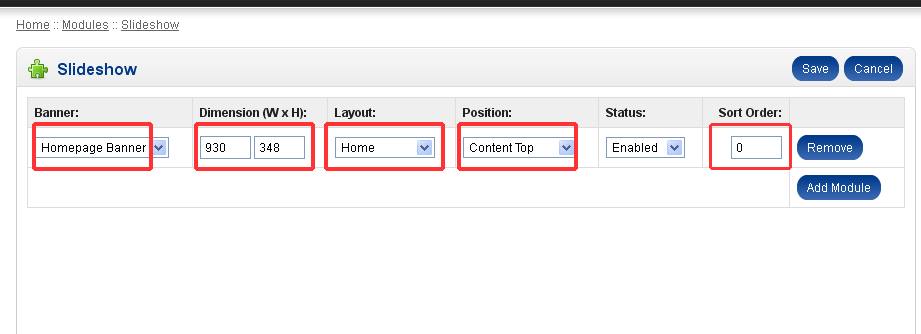 Home :: Modules :: Slideshow
Slideshow
Save Cancel
Banner: Dimension (W x H): Layout: Position: Status: Sort Order:
Homepage Banner 930 348 Home Content Top Enabled 0 Remove
Add Module